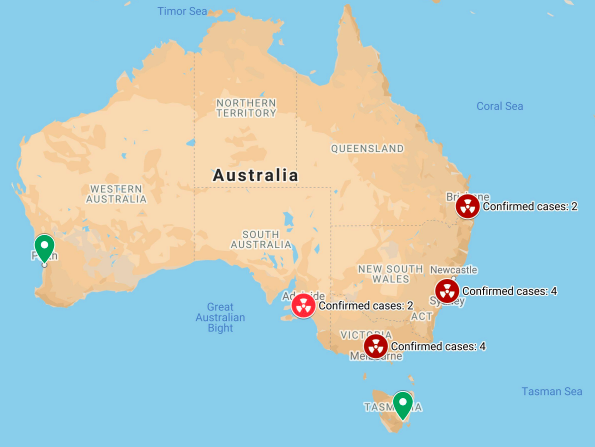 Timor Sea
NORTHERN
TERRITORY
Coral Sea
QUEENSLAND
Australia
WESTERN
AUSTRALIA
Brisbane
Confirmed cases: 2
SOUTH
AUSTRALIA
Perth
NEW SOUTH
WALES
Newcastle
Sydney
Confirmed cases: 4
Adelaide
Confirmed cases: 2
Great
Australian
Bight
ACT
VICTORIA
Confirmed cases: 4
Melbourne
Tasman Sea
TASMANIA